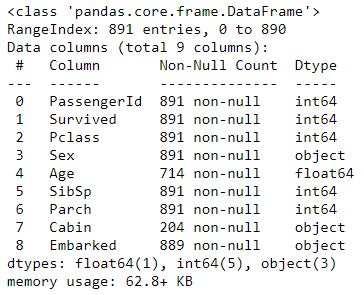 <class 'pandas.core.frame.DataFrame'>
RangeIndex: 891 entries, 0 to 890
Data columns (total 9 columns):
 #   Column       Non-Null Count  Dtype
---  ------       --------------  -----
 0   PassengerId  891 non-null    int64
 1   Survived     891 non-null    int64
 2   Pclass       891 non-null    int64
 3   Sex          891 non-null    object
 4   Age          714 non-null    float64
 5   SibSp        891 non-null    int64
 6   Parch        891 non-null    int64
 7   Cabin        204 non-null    object
 8   Embarked     889 non-null    object
dtypes: float64(1), int64(5), object(3)
memory usage: 62.8+ KB